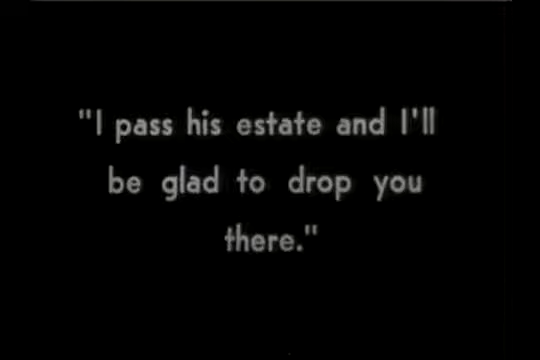 "I pass his estate and I'll
be glad to drop you
there."